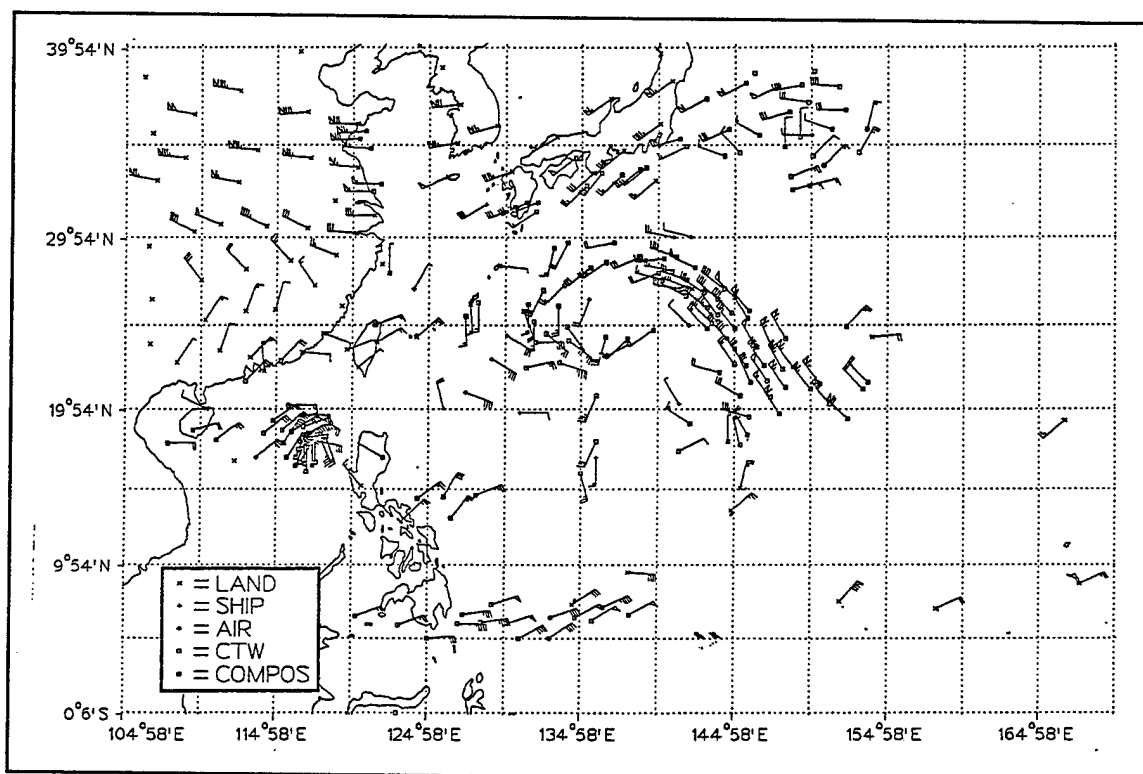 39°54'N
29°54'N
19°54'N
9°54'N
0°6'S
× = LAND
= SHIP
= AIR
= CTW
= COMPOS
104°58'E 114°58'E 124°58'E 134°58'E 144°58'E 154°58'E 164°58'E